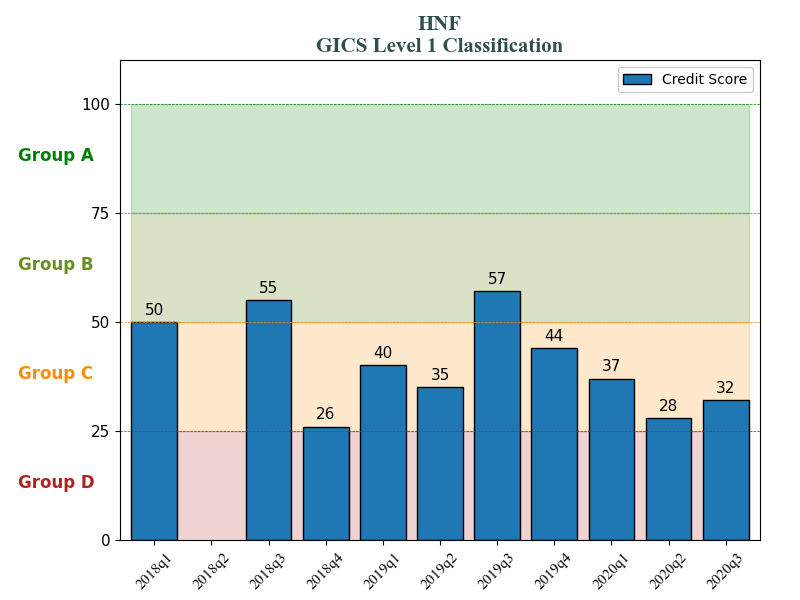 HNF
GICS Level 1 Classification
Credit Score
100
Group A
75
Group B
57
55
50
50
44
40
Group C
37
35
32
28
26
25
Group D
0
2018q1 2018q2 2018q3 2018q4 2019q1 2019q2 2019q3 2019q4 2020q1 2020q2 2020q3